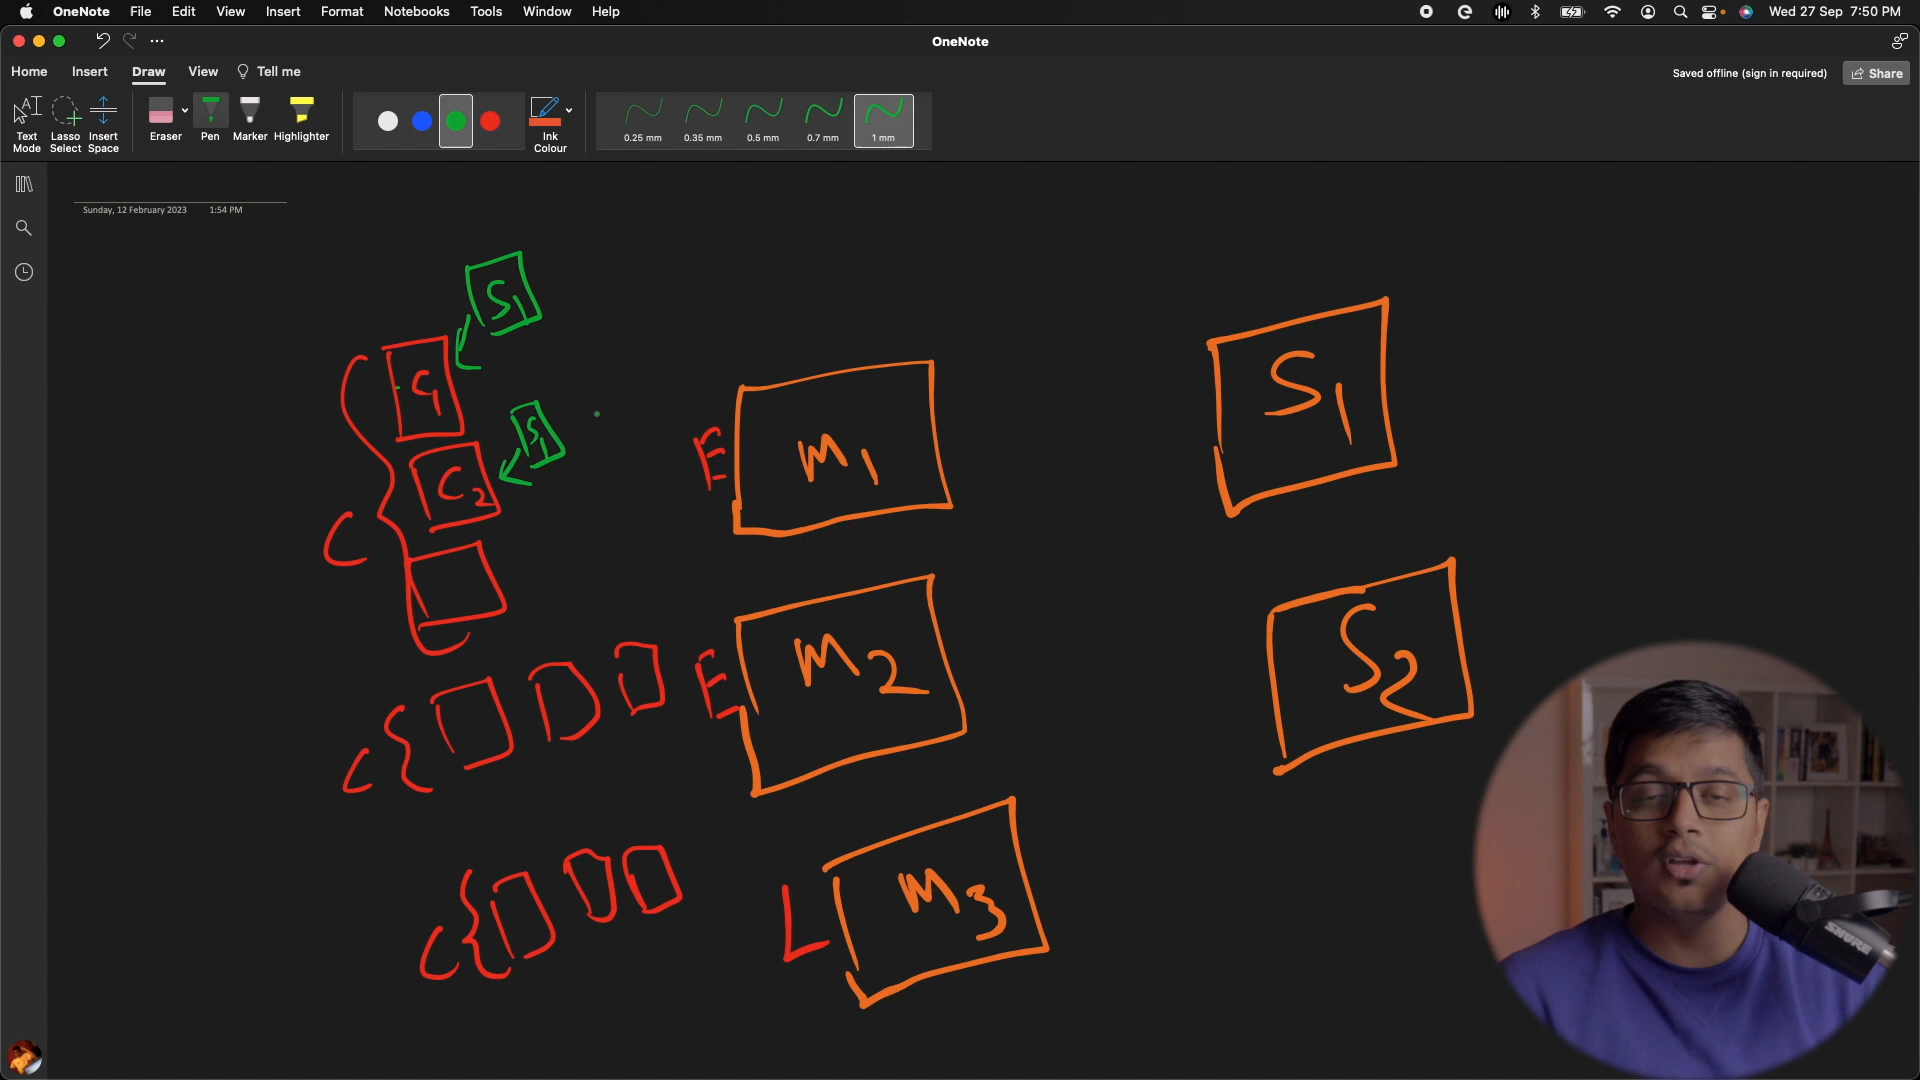 OneNote File Edit View Insert Format Notebooks Tools Window Help Wed 27 Sep 7:50 PM
OneNote
Home Insert Draw View Tell me
Saved offline (sign in required) Share
Text Mode
Lasso Select
Insert Space
Eraser
Pen
Marker
Highlighter
Ink Colour
0.25 mm 0.35 mm 0.5 mm 0.7 mm 1 mm
Sunday, 12 February 2023 1:54 PM
S1
C1
S1
C2
C
E M1
S1
C E M2
S2
C L M3
SHURE